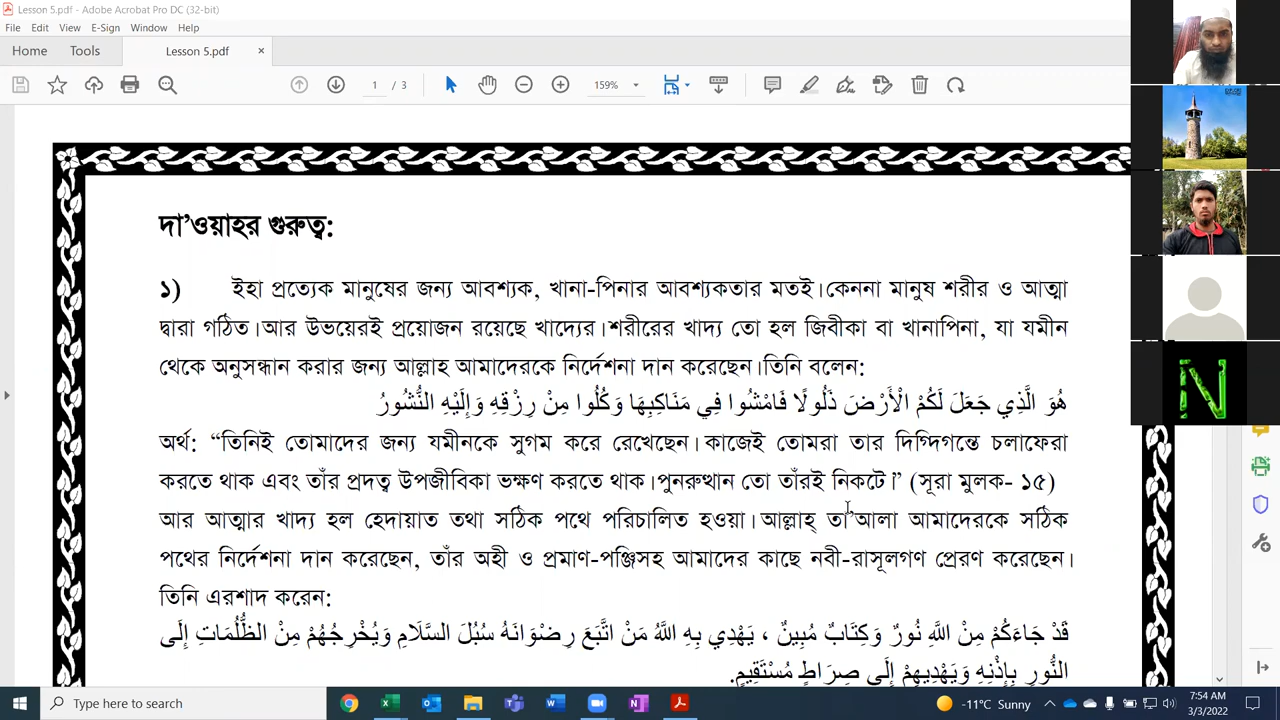 Lesson 5.pdf - Adobe Acrobat Pro DC (32-bit)
File Edit View E-Sign Window Help
Home Tools Lesson 5.pdf ×
1 / 3 159%
দা'ওয়াহর গুরুত্ব:
১) ইহা প্রত্যেক মানুষের জন্য আবশ্যক, খানা-পিনার আবশ্যকতার মতই। কেননা মানুষ শরীর ও আত্মা
দ্বারা গঠিত। আর উভয়েরই প্রয়োজন রয়েছে খাদ্যের। শরীরের খাদ্য তো হল জিবীকা বা খানাপিনা, যা যমীন
থেকে অনুসন্ধান করার জন্য আল্লাহ আমাদেরকে নির্দেশনা দান করেছেন। তিনি বলেন:
هُوَ الَّذِي جَعَلَ لَكُمُ الْأَرْضَ ذَلُولًا فَامْشُوا فِي مَنَاكِبِهَا وَكُلُوا مِنْ رِزْقِهِ وَإِلَيْهِ النُّشُورُ
অর্থ: “তিনিই তোমাদের জন্য যমীনকে সুগম করে রেখেছেন। কাজেই তোমরা তার দিগ্দিগন্তে চলাফেরা
করতে থাক এবং তাঁর প্রদত্ব উপজীবিকা ভক্ষণ করতে থাক। পুনরুত্থান তো তাঁরই নিকটে।” (সূরা মুলক- ১৫)
আর আত্মার খাদ্য হল হেদায়াত তথা সঠিক পথে পরিচালিত হওয়া। আল্লাহ্ তা'আলা আমাদেরকে সঠিক
পথের নির্দেশনা দান করেছেন, তাঁর অহী ও প্রমাণ-পঞ্জিসহ আমাদের কাছে নবী-রাসূলগণ প্রেরণ করেছেন।
তিনি এরশাদ করেন:
قَدْ جَاءَكُمْ مِنْ اللَّهِ نُورٌ وَكِتَابٌ مُبِينٌ ، يَهْدِي بِهِ اللَّهُ مَنْ اتَّبَعَ رِضْوَانَهُ سُبُلَ السَّلَامِ وَيُخْرِجُهُمْ مِنْ الظُّلُمَاتِ إِلَى
النُّورِ بِإِذْنِهِ وَيَهْدِيهِمْ إِلَى صِرَاطٍ مُسْتَقِيمٍ.
N
Type here to search
-11°C Sunny
7:54 AM
3/3/2022